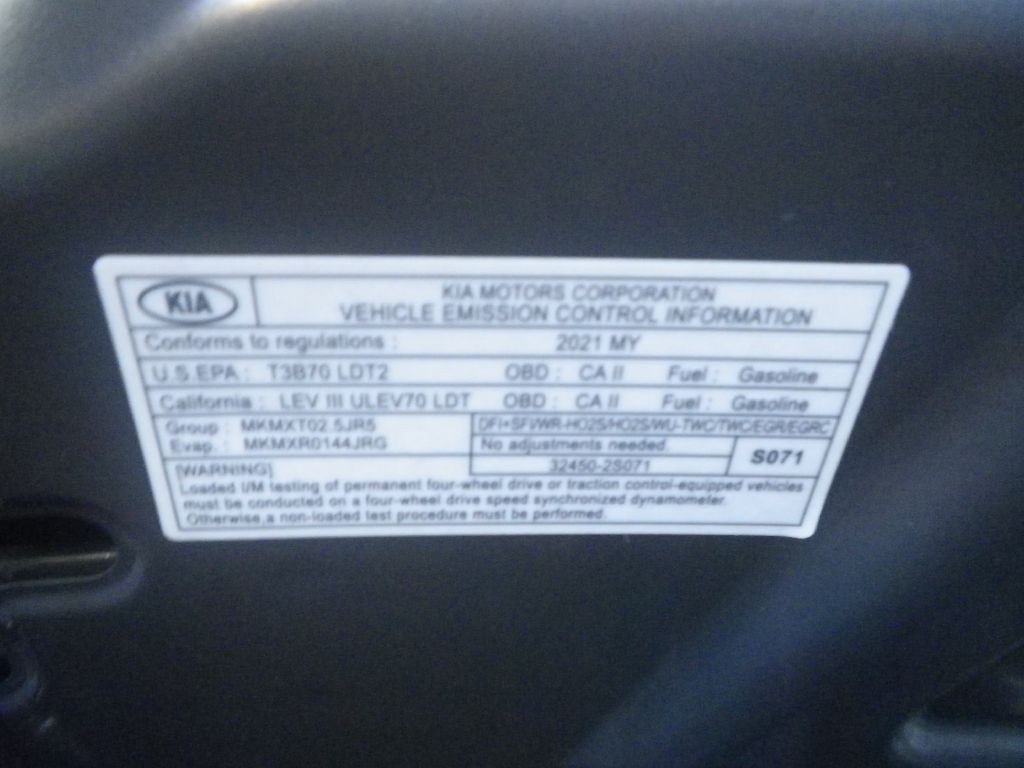 KIA
KIA MOTORS CORPORATION
VEHICLE EMISSION CONTROL INFORMATION
Conforms to regulations : 2021 MY
U.S.EPA : T3B70 LDT2 OBD : CA II Fuel : Gasoline
California : LEV III ULEV70 LDT OBD : CA II Fuel : Gasoline
Group : MKMXT02.5JR5
Evap. : MKMXR0144JRG
DFI+SFI/WR-HO2S/HO2S/WU-TWC/TWC/EGR/EGRC
No adjustments needed.
32450-2S071
S071
[WARNING]
Loaded I/M testing of permanent four-wheel drive or traction control-equipped vehicles
must be conducted on a four-wheel drive speed synchronized dynamometer.
Otherwise,a non-loaded test procedure must be performed.